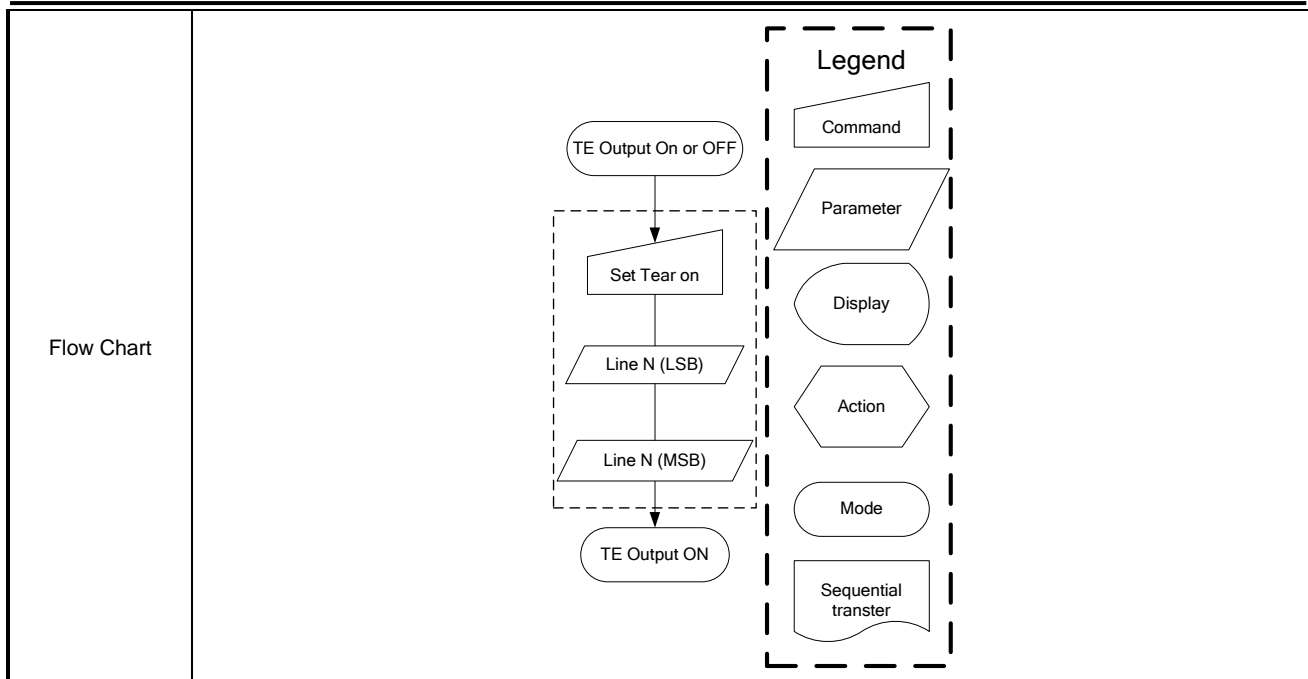 Flow Chart
TE Output On or OFF
Set Tear on
Line N (LSB)
Line N (MSB)
TE Output ON
Legend
Command
Parameter
Display
Action
Mode
Sequential
transter